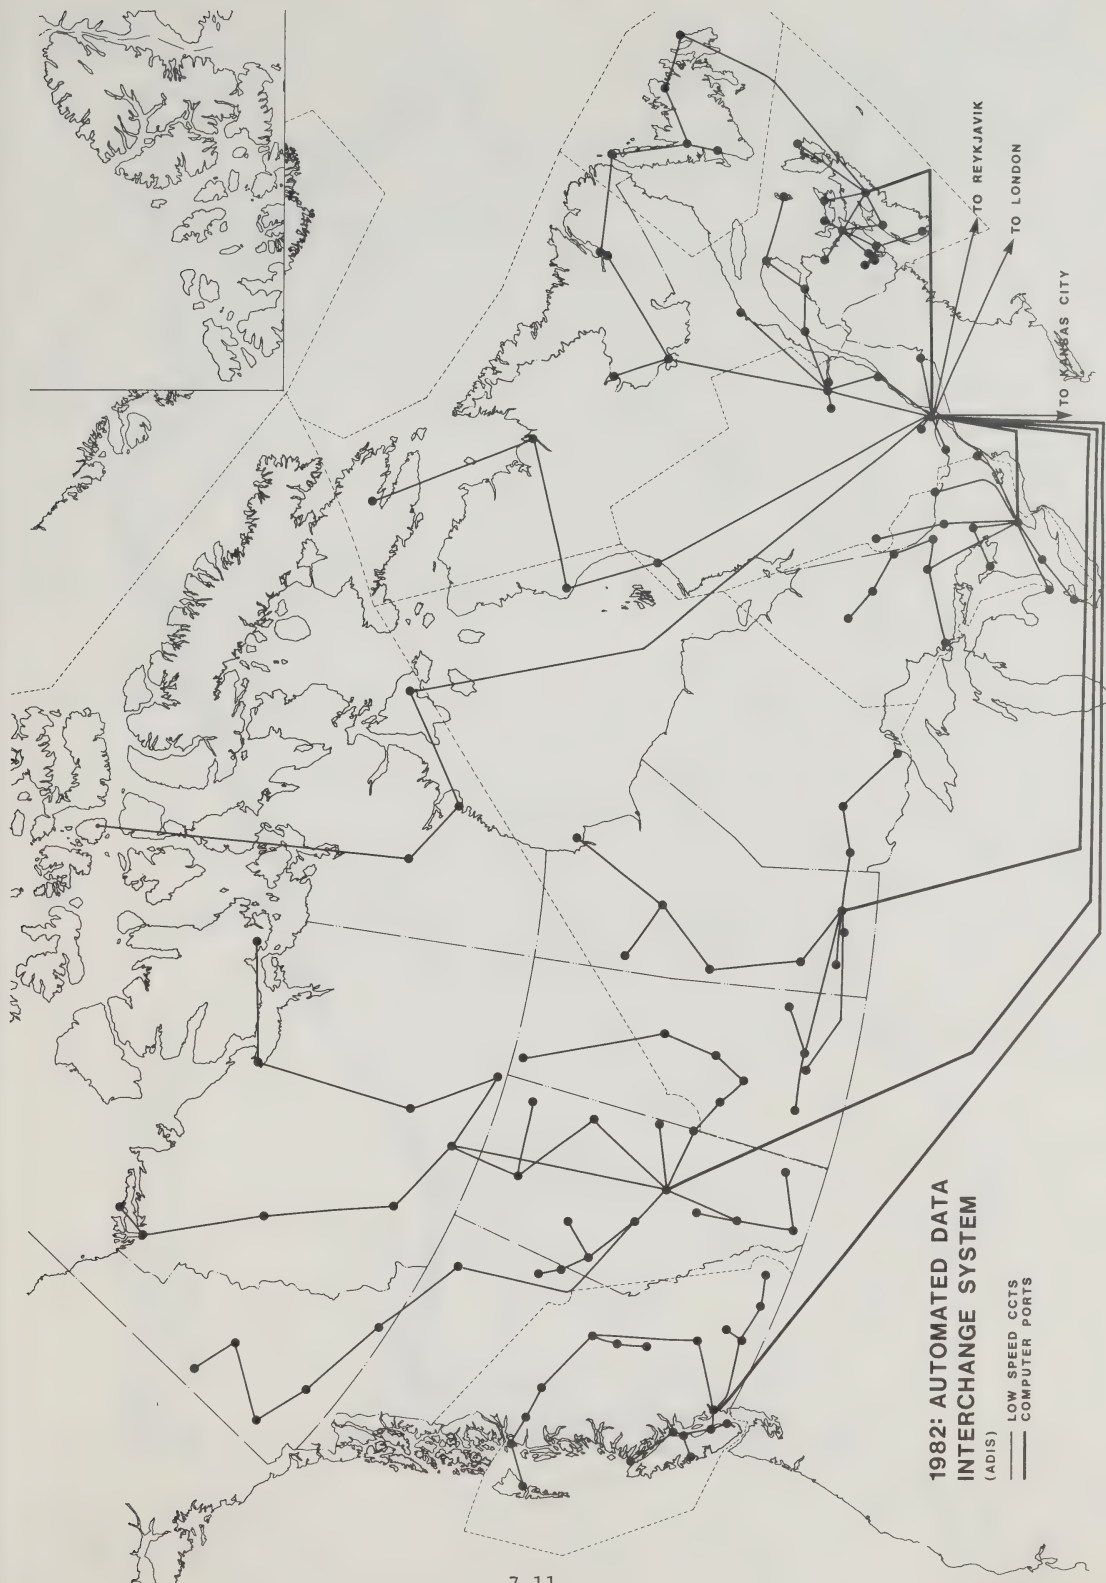 TO REYKJAVIK
TO LONDON
TO KANSAS CITY
1982: AUTOMATED DATA
INTERCHANGE SYSTEM
(ADIS)
LOW SPEED CCTS
COMPUTER PORTS
7-11